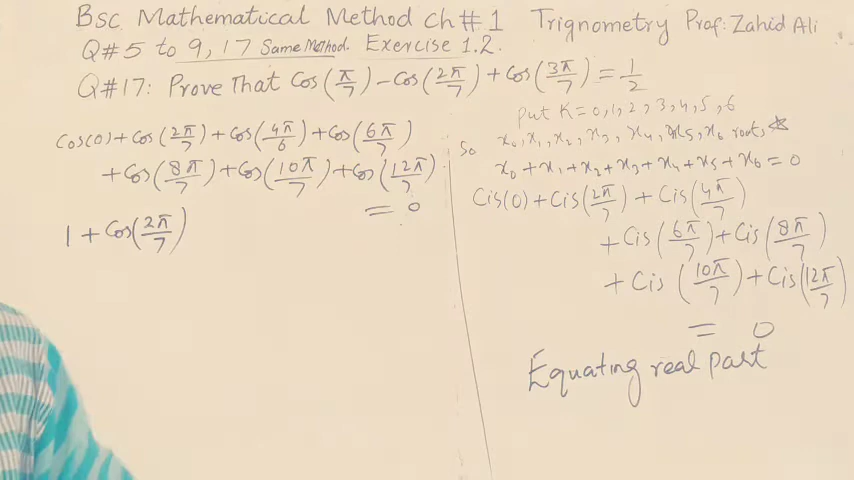 Bsc Mathematical Method Ch # 1 Trignometry Prof: Zahid Ali
Q#5 to 9, 17 Same Method. Exercise 1.2.
Q#17: Prove That Cos(π/7) - Cos(2π/7) + Cos(3π/7) = 1/2
Cos(0) + Cos(2π/7) + Cos(4π/6) + Cos(6π/7)
+ Cos(8π/7) + Cos(10π/7) + Cos(12π/7)
= 0
1 + Cos(2π/7)
Put K = 0, 1, 2, 3, 4, 5, 6
So x₀, x₁, x₂, x₃, x₄, x₅, x₆ root,
x₀ + x₁ + x₂ + x₃ + x₄ + x₅ + x₆ = 0
Cis(0) + Cis(2π/7) + Cis(4π/7)
+ Cis(6π/7) + Cis(8π/7)
+ Cis(10π/7) + Cis(12π/7)
= 0
Equating real part